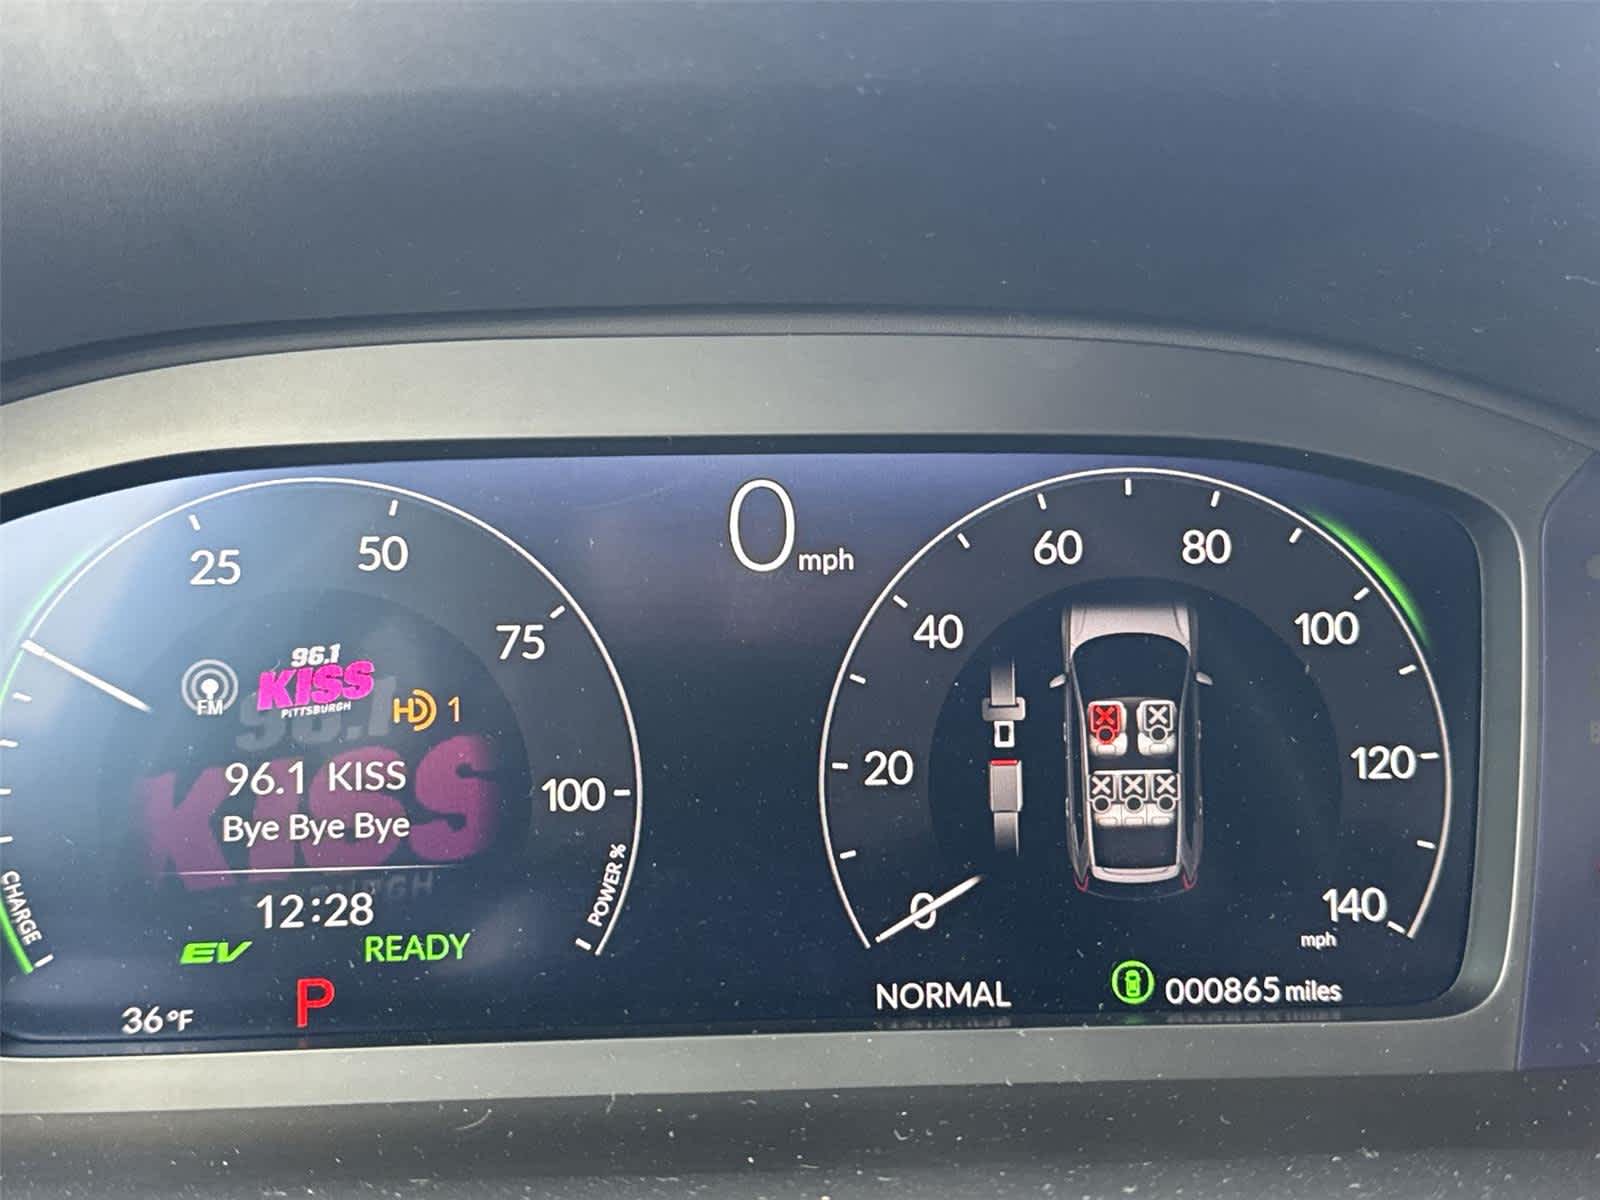 0 mph
25
50
75
100
POWER %
CHARGE
FM
96.1
KISS
PITTSBURGH
HD 1
96.1 KISS
Bye Bye Bye
12:28
EV
READY
36°F
P
0
20
40
60
80
100
120
140
mph
NORMAL
000865 miles